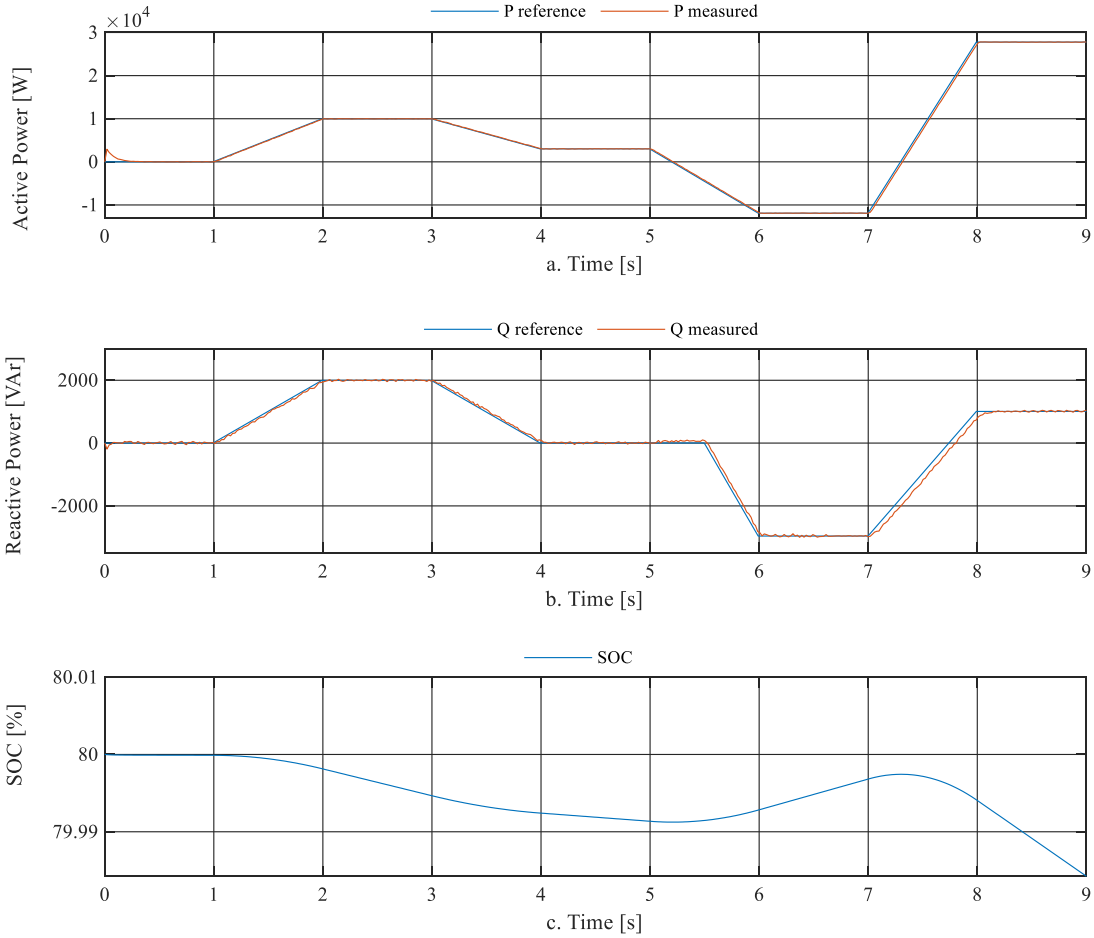 P reference P measured
×10⁴
3
2
1
0
-1
Active Power [W]
0 1 2 3 4 5 6 7 8 9
a. Time [s]
Q reference Q measured
2000
0
-2000
Reactive Power [VAr]
0 1 2 3 4 5 6 7 8 9
b. Time [s]
SOC
80.01
80
79.99
SOC [%]
0 1 2 3 4 5 6 7 8 9
c. Time [s]